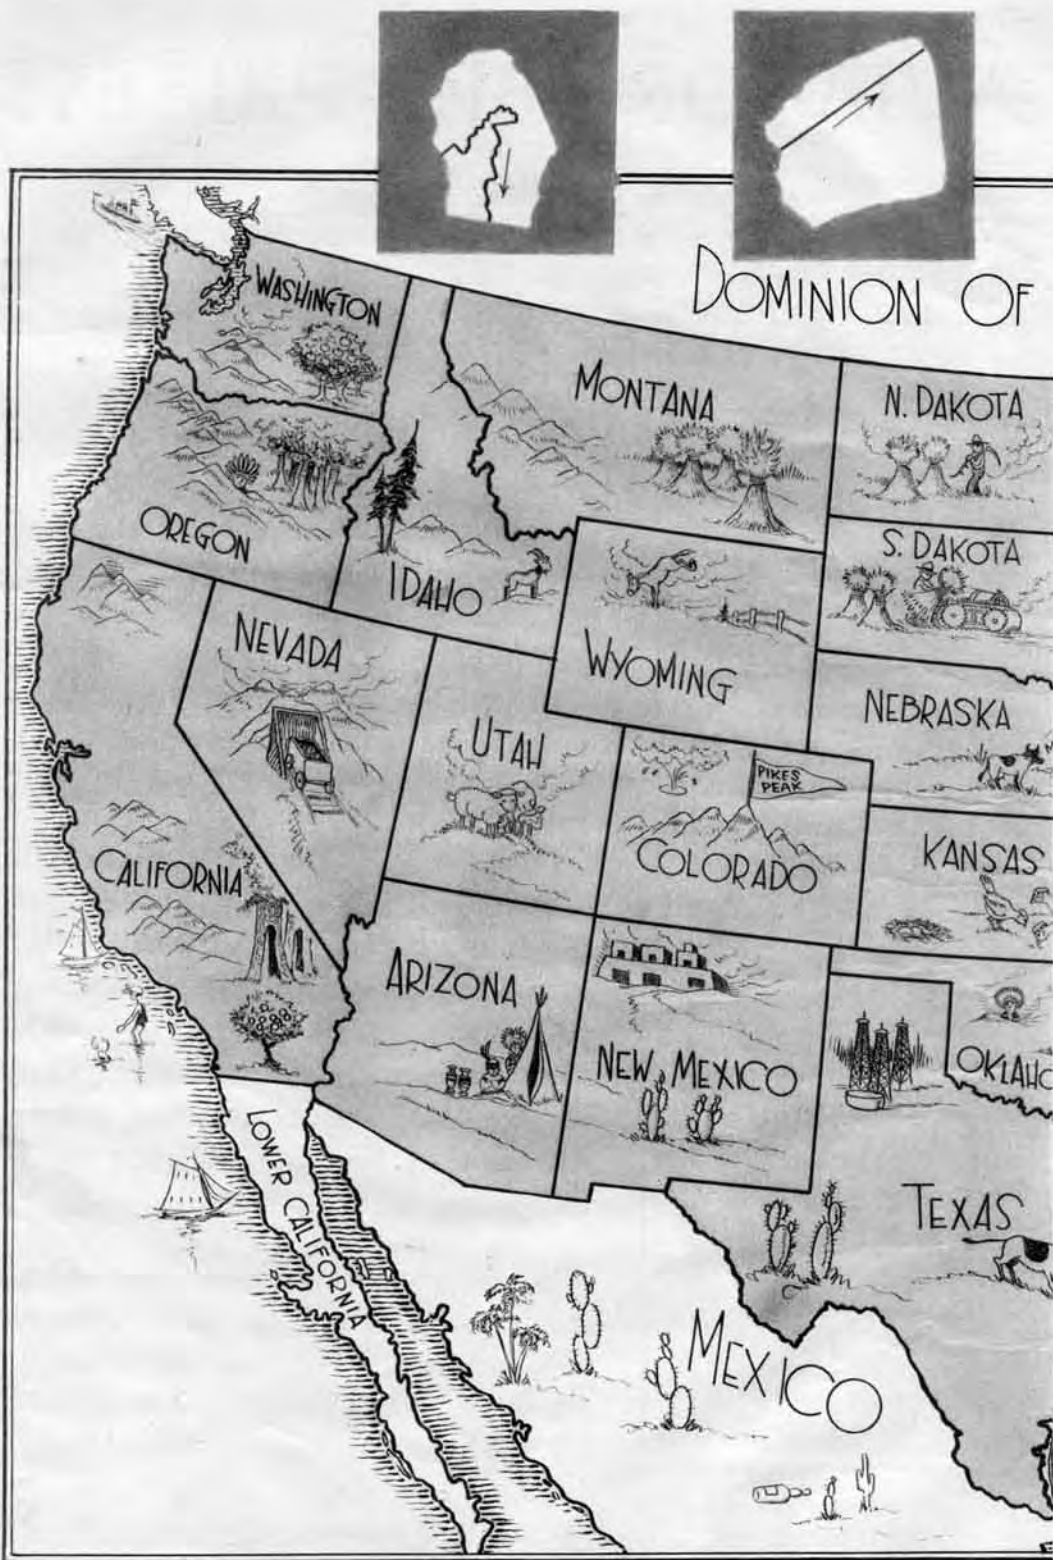 DOMINION OF
WASHINGTON
MONTANA
N. DAKOTA
OREGON
IDAHO
S. DAKOTA
NEVADA
WYOMING
NEBRASKA
UTAH
PIKES
PEAK
COLORADO
KANSAS
CALIFORNIA
ARIZONA
NEW MEXICO
OKLAHO
LOWER CALIFORNIA
TEXAS
MEXICO